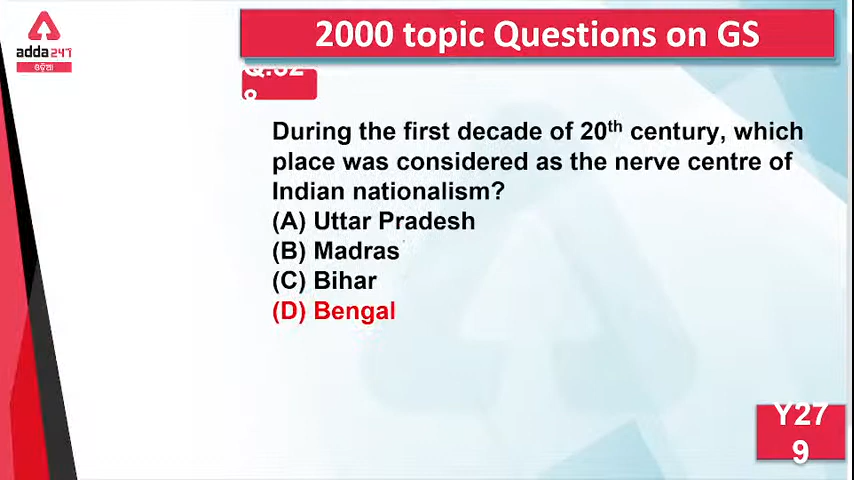 2000 topic Questions on GS
adda247
ଓଡ଼ିଆ
During the first decade of 20th century, which
place was considered as the nerve centre of
Indian nationalism?
(A) Uttar Pradesh
(B) Madras
(C) Bihar
(D) Bengal
Y27
9